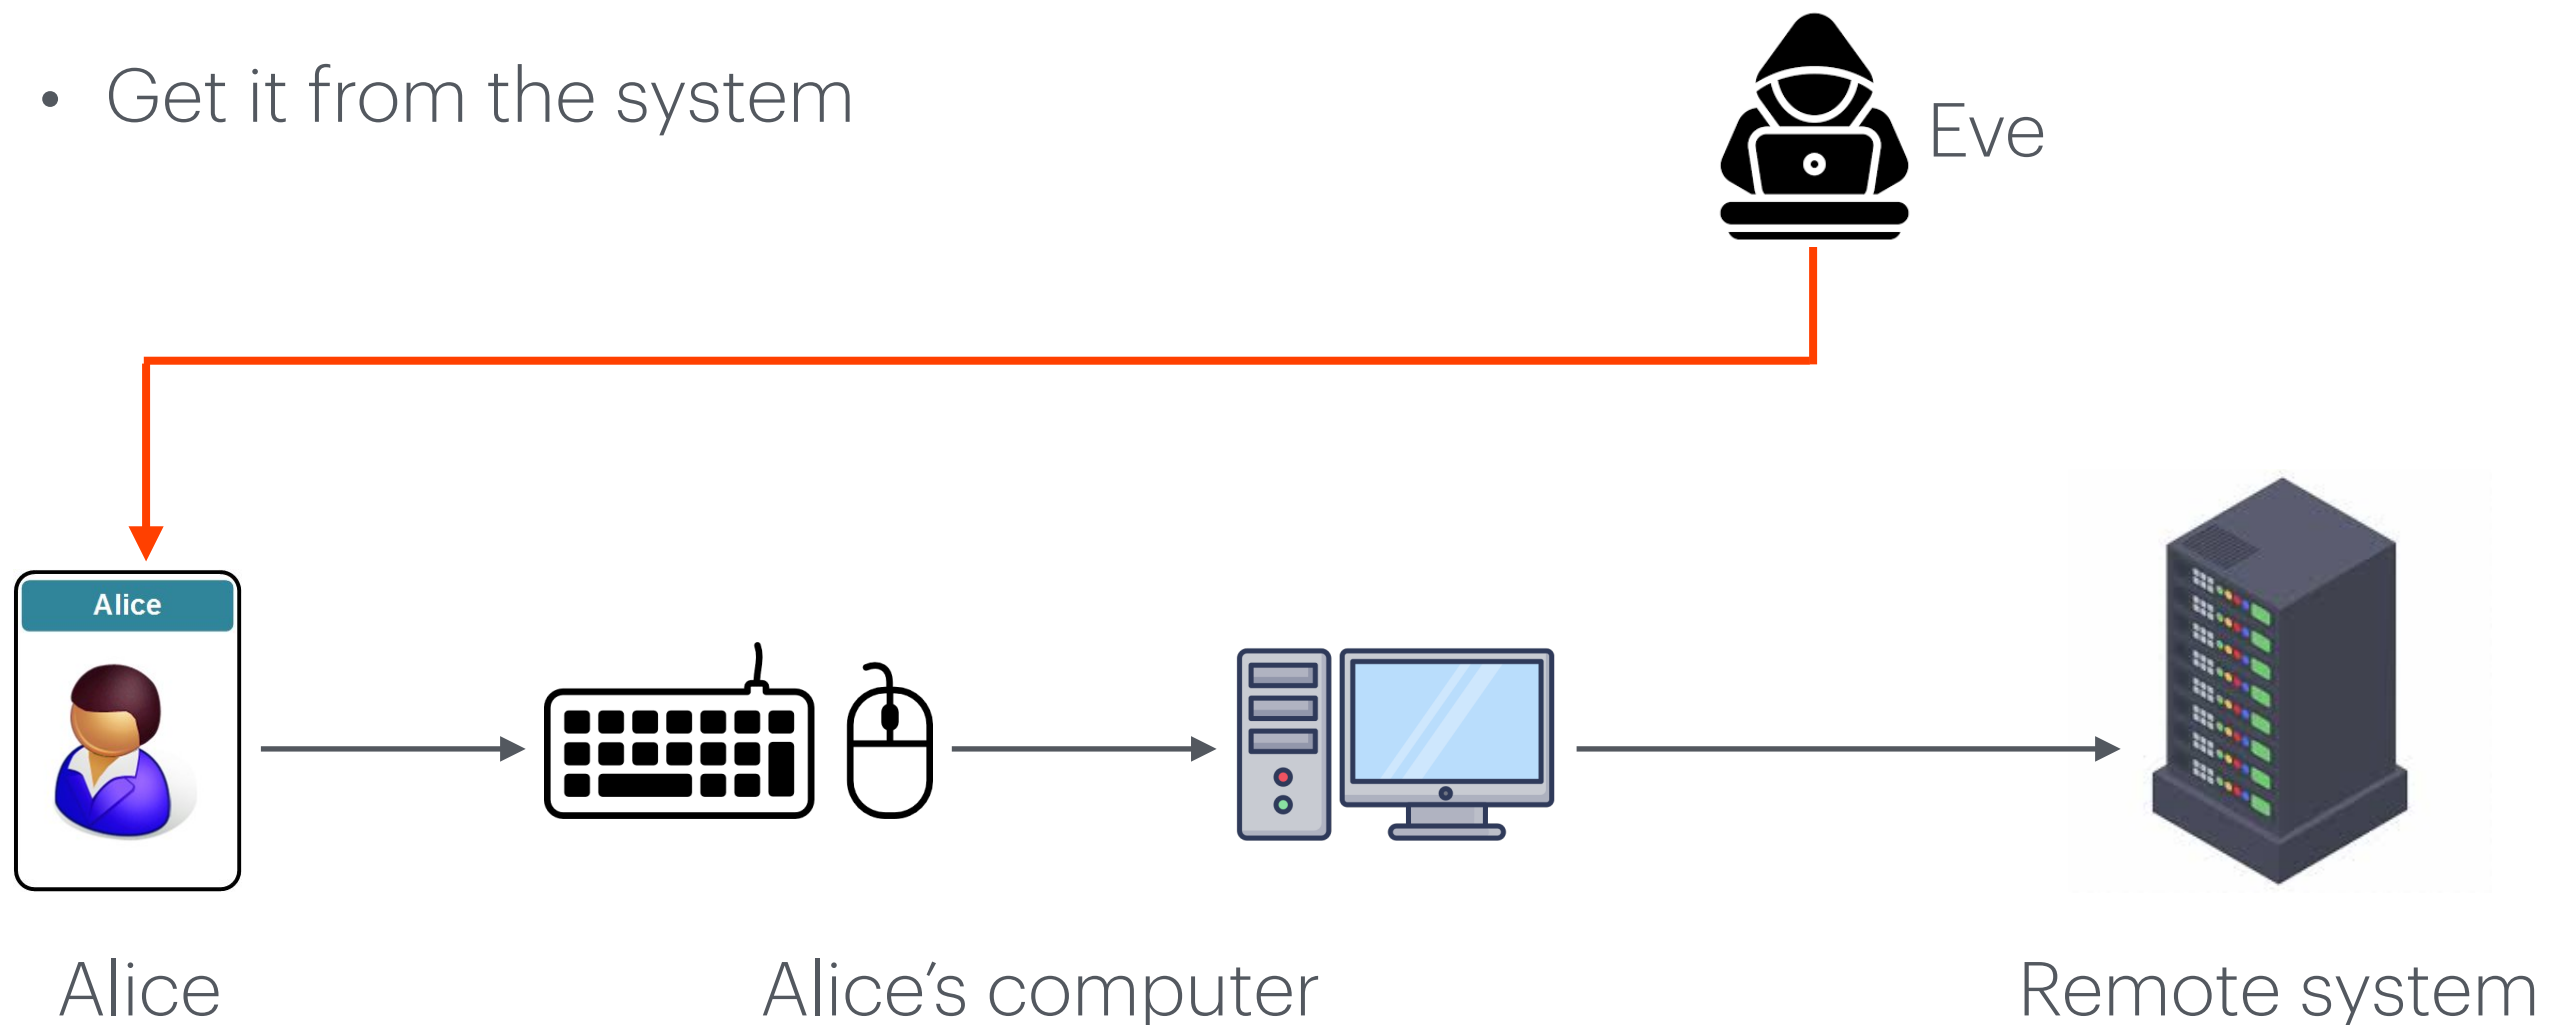 • Get it from the system
Eve
Alice
Alice
Alice’s computer
Remote system